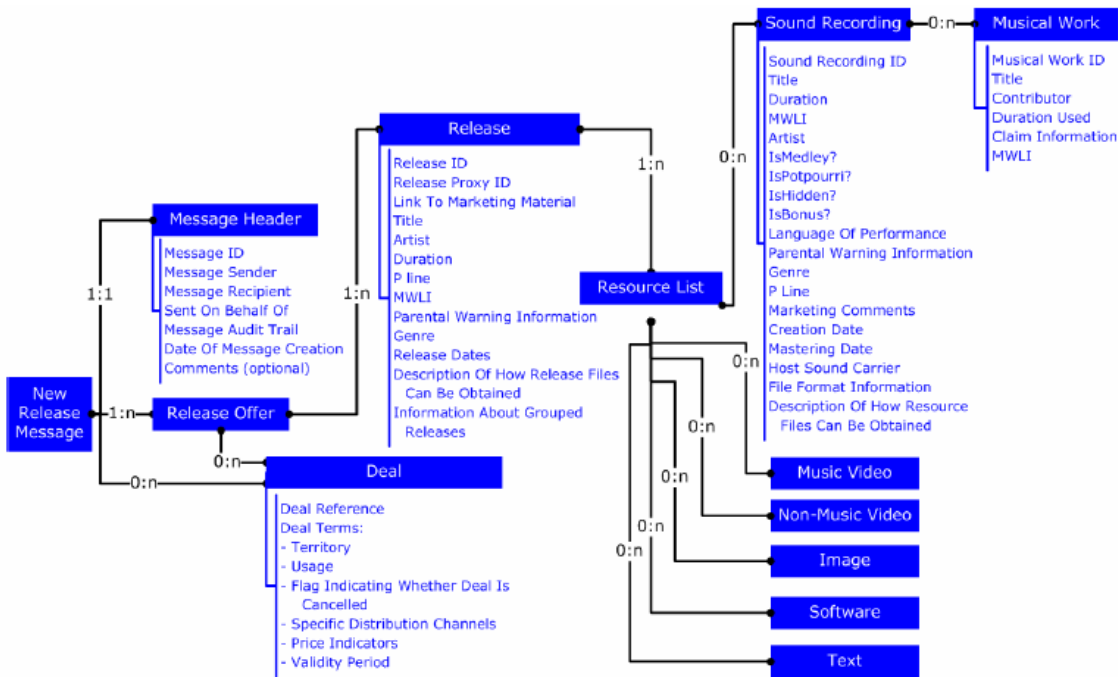 New
Release
Message
1:1
1:n
0:n
Message Header
Message ID
Message Sender
Message Recipient
Sent On Behalf Of
Message Audit Trail
Date Of Message Creation
Comments (optional)
Release Offer
0:n
1:n
Deal
Deal Reference
Deal Terms:
- Territory
- Usage
- Flag Indicating Whether Deal Is
Cancelled
- Specific Distribution Channels
- Price Indicators
- Validity Period
Release
Release ID
Release Proxy ID
Link To Marketing Material
Title
Artist
Duration
P line
MWLI
Parental Warning Information
Genre
Release Dates
Description Of How Release Files
Can Be Obtained
Information About Grouped
Releases
1:n
Resource List
0:n
0:n
0:n
0:n
0:n
0:n
Sound Recording
Sound Recording ID
Title
Duration
MWLI
Artist
IsMedley?
IsPotpourri?
IsHidden?
IsBonus?
Language Of Performance
Parental Warning Information
Genre
P Line
Marketing Comments
Creation Date
Mastering Date
Host Sound Carrier
File Format Information
Description Of How Resource
Files Can Be Obtained
0:n
Musical Work
Musical Work ID
Title
Contributor
Duration Used
Claim Information
MWLI
Music Video
Non-Music Video
Image
Software
Text